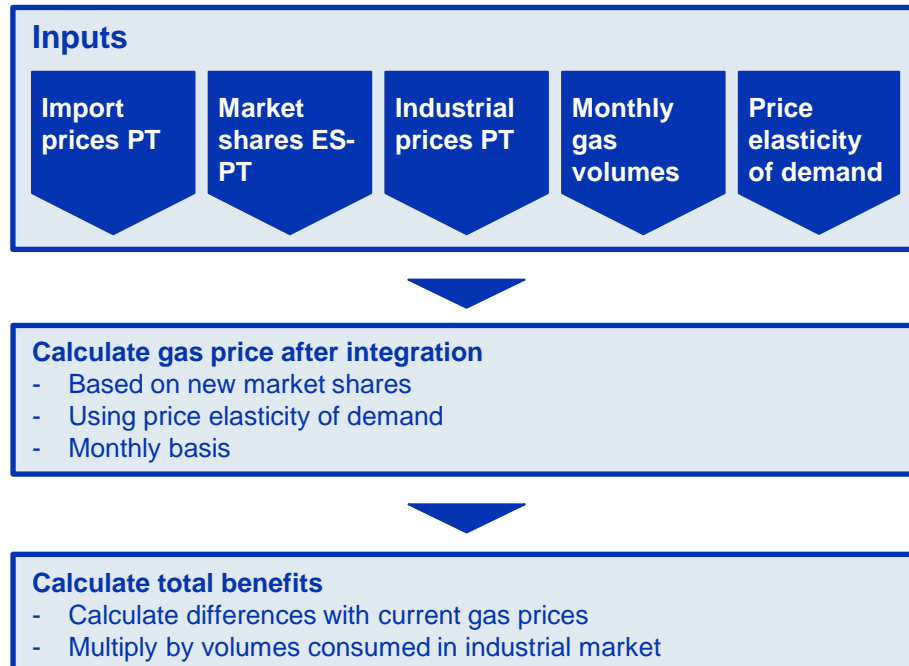 Inputs
Import
prices PT
Market
shares ES-
PT
Industrial
prices PT
Monthly
gas
volumes
Price
elasticity
of demand
Calculate gas price after integration
- Based on new market shares
- Using price elasticity of demand
- Monthly basis
Calculate total benefits
- Calculate differences with current gas prices
- Multiply by volumes consumed in industrial market